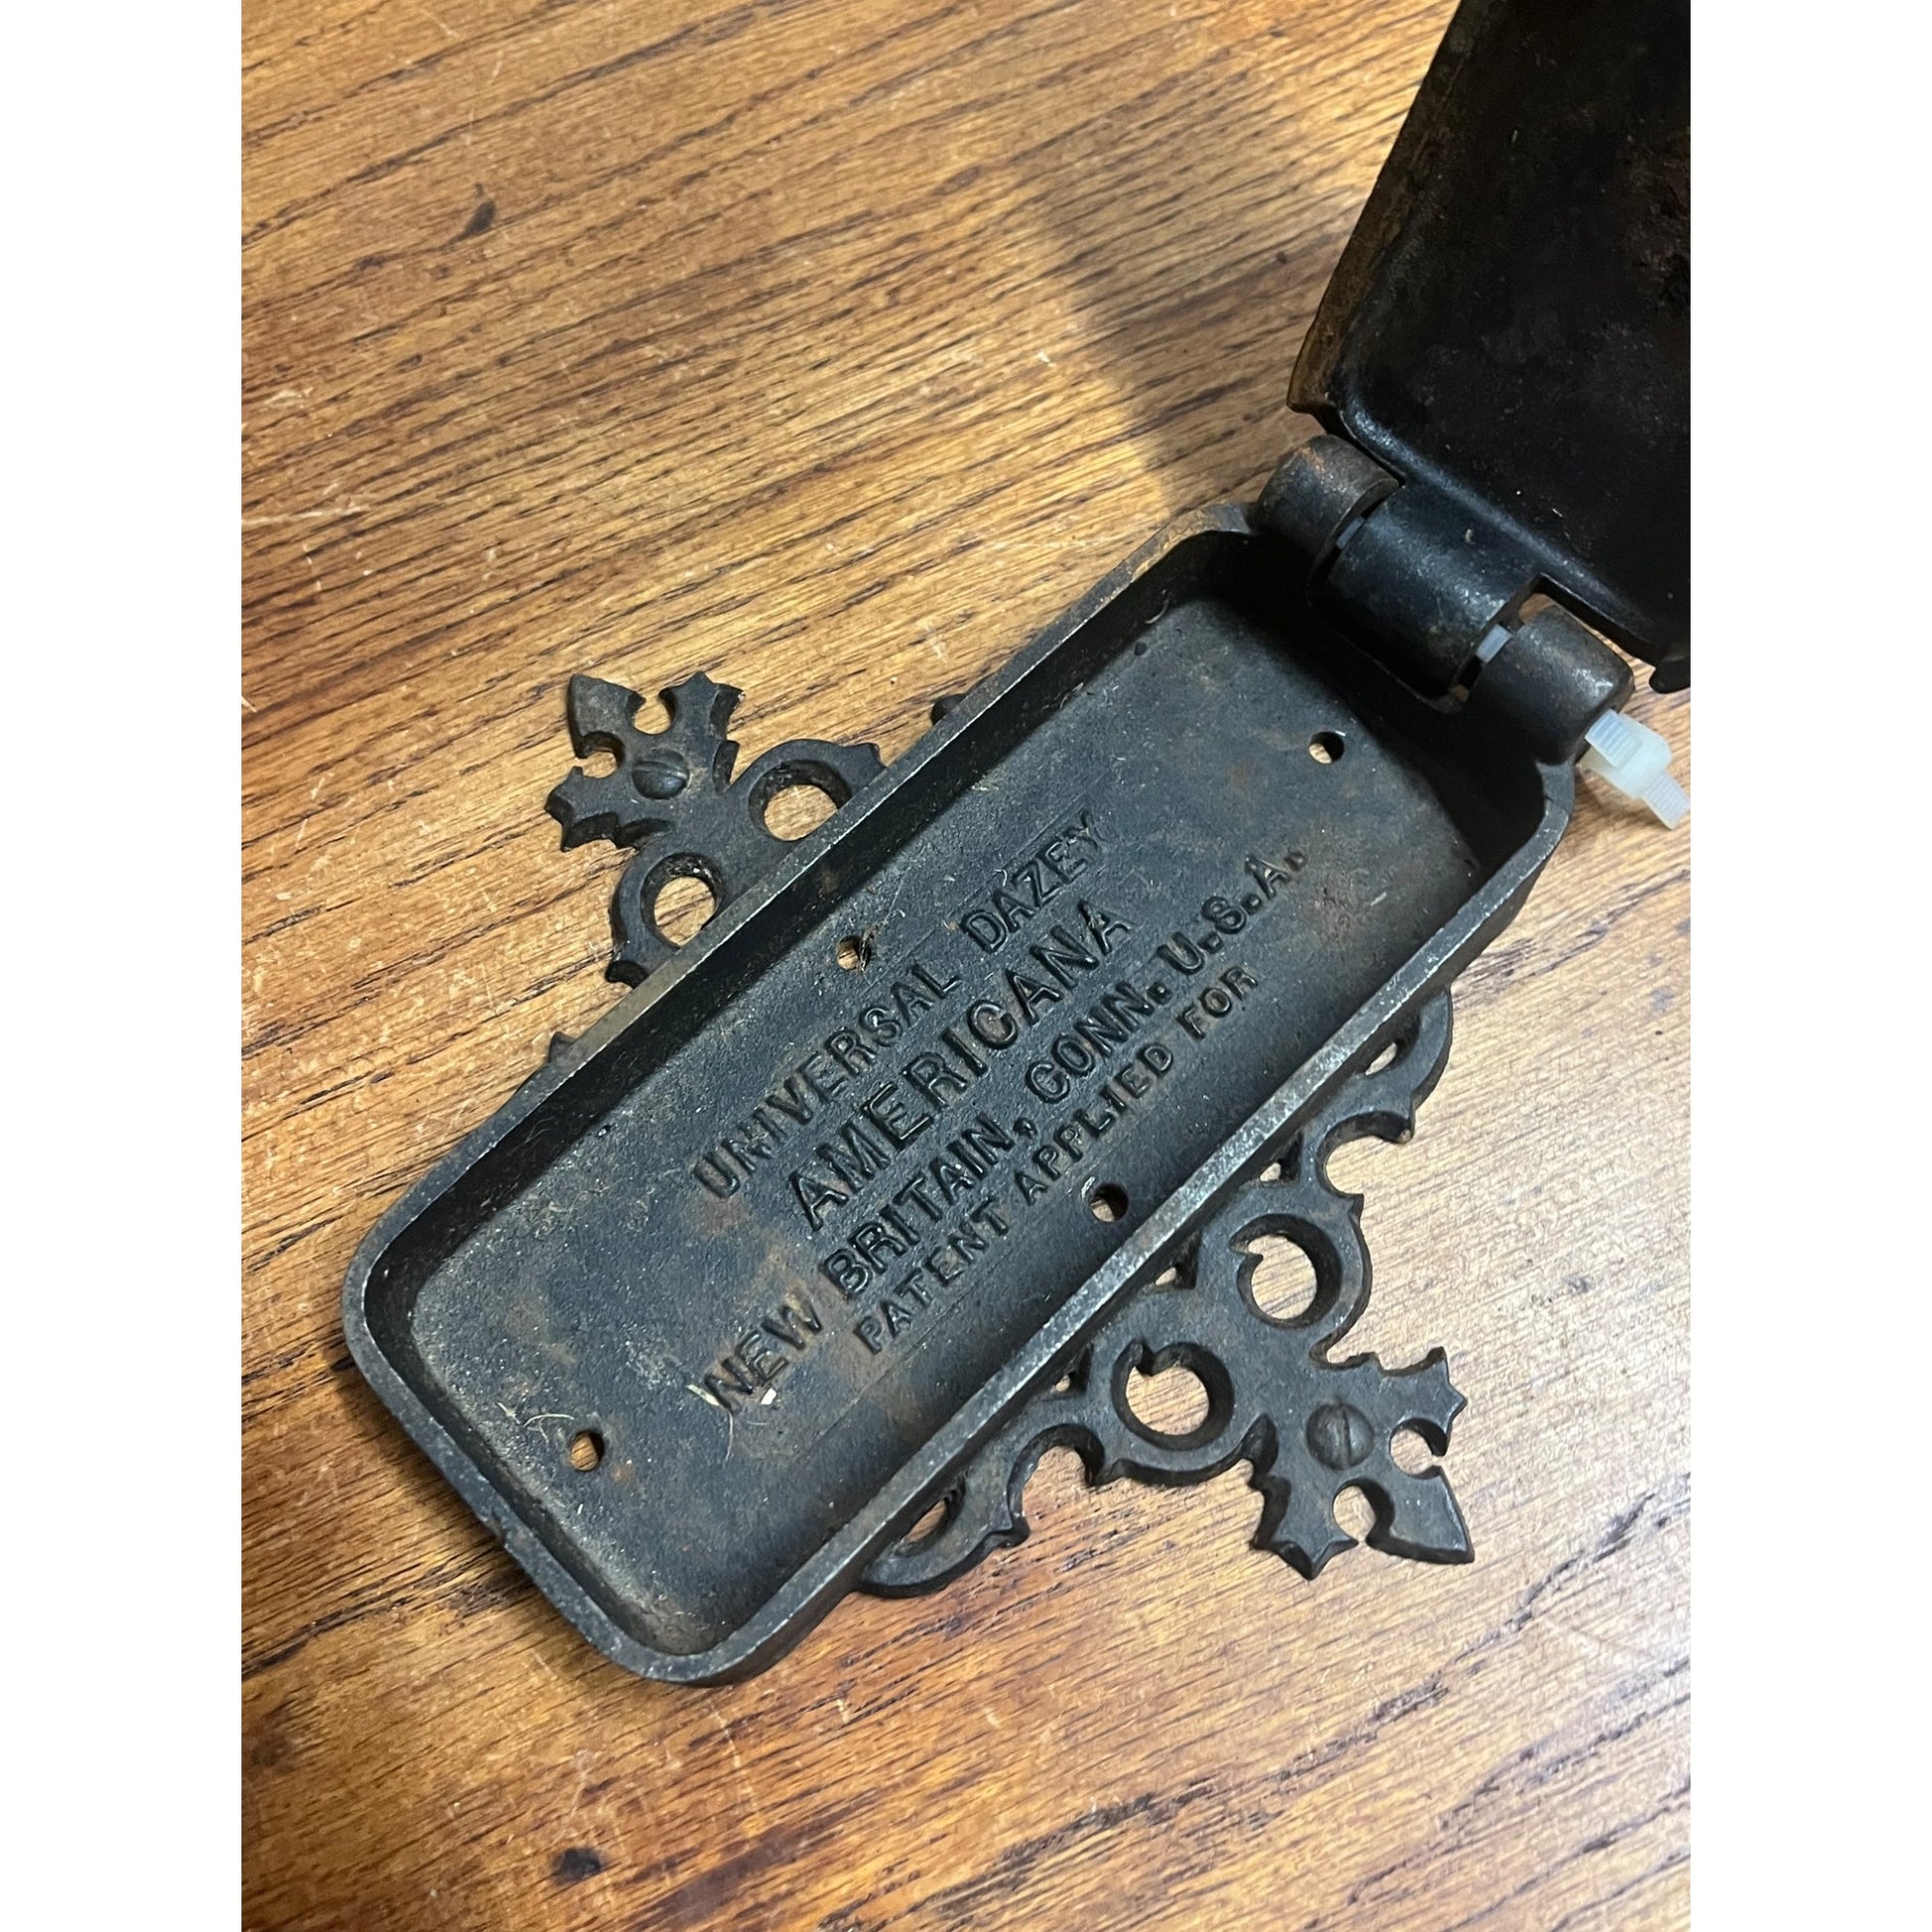 UNIVERSAL DAZEY
AMERICANA
NEW BRITAIN, CONN. U.S.A.
PATENT APPLIED FOR